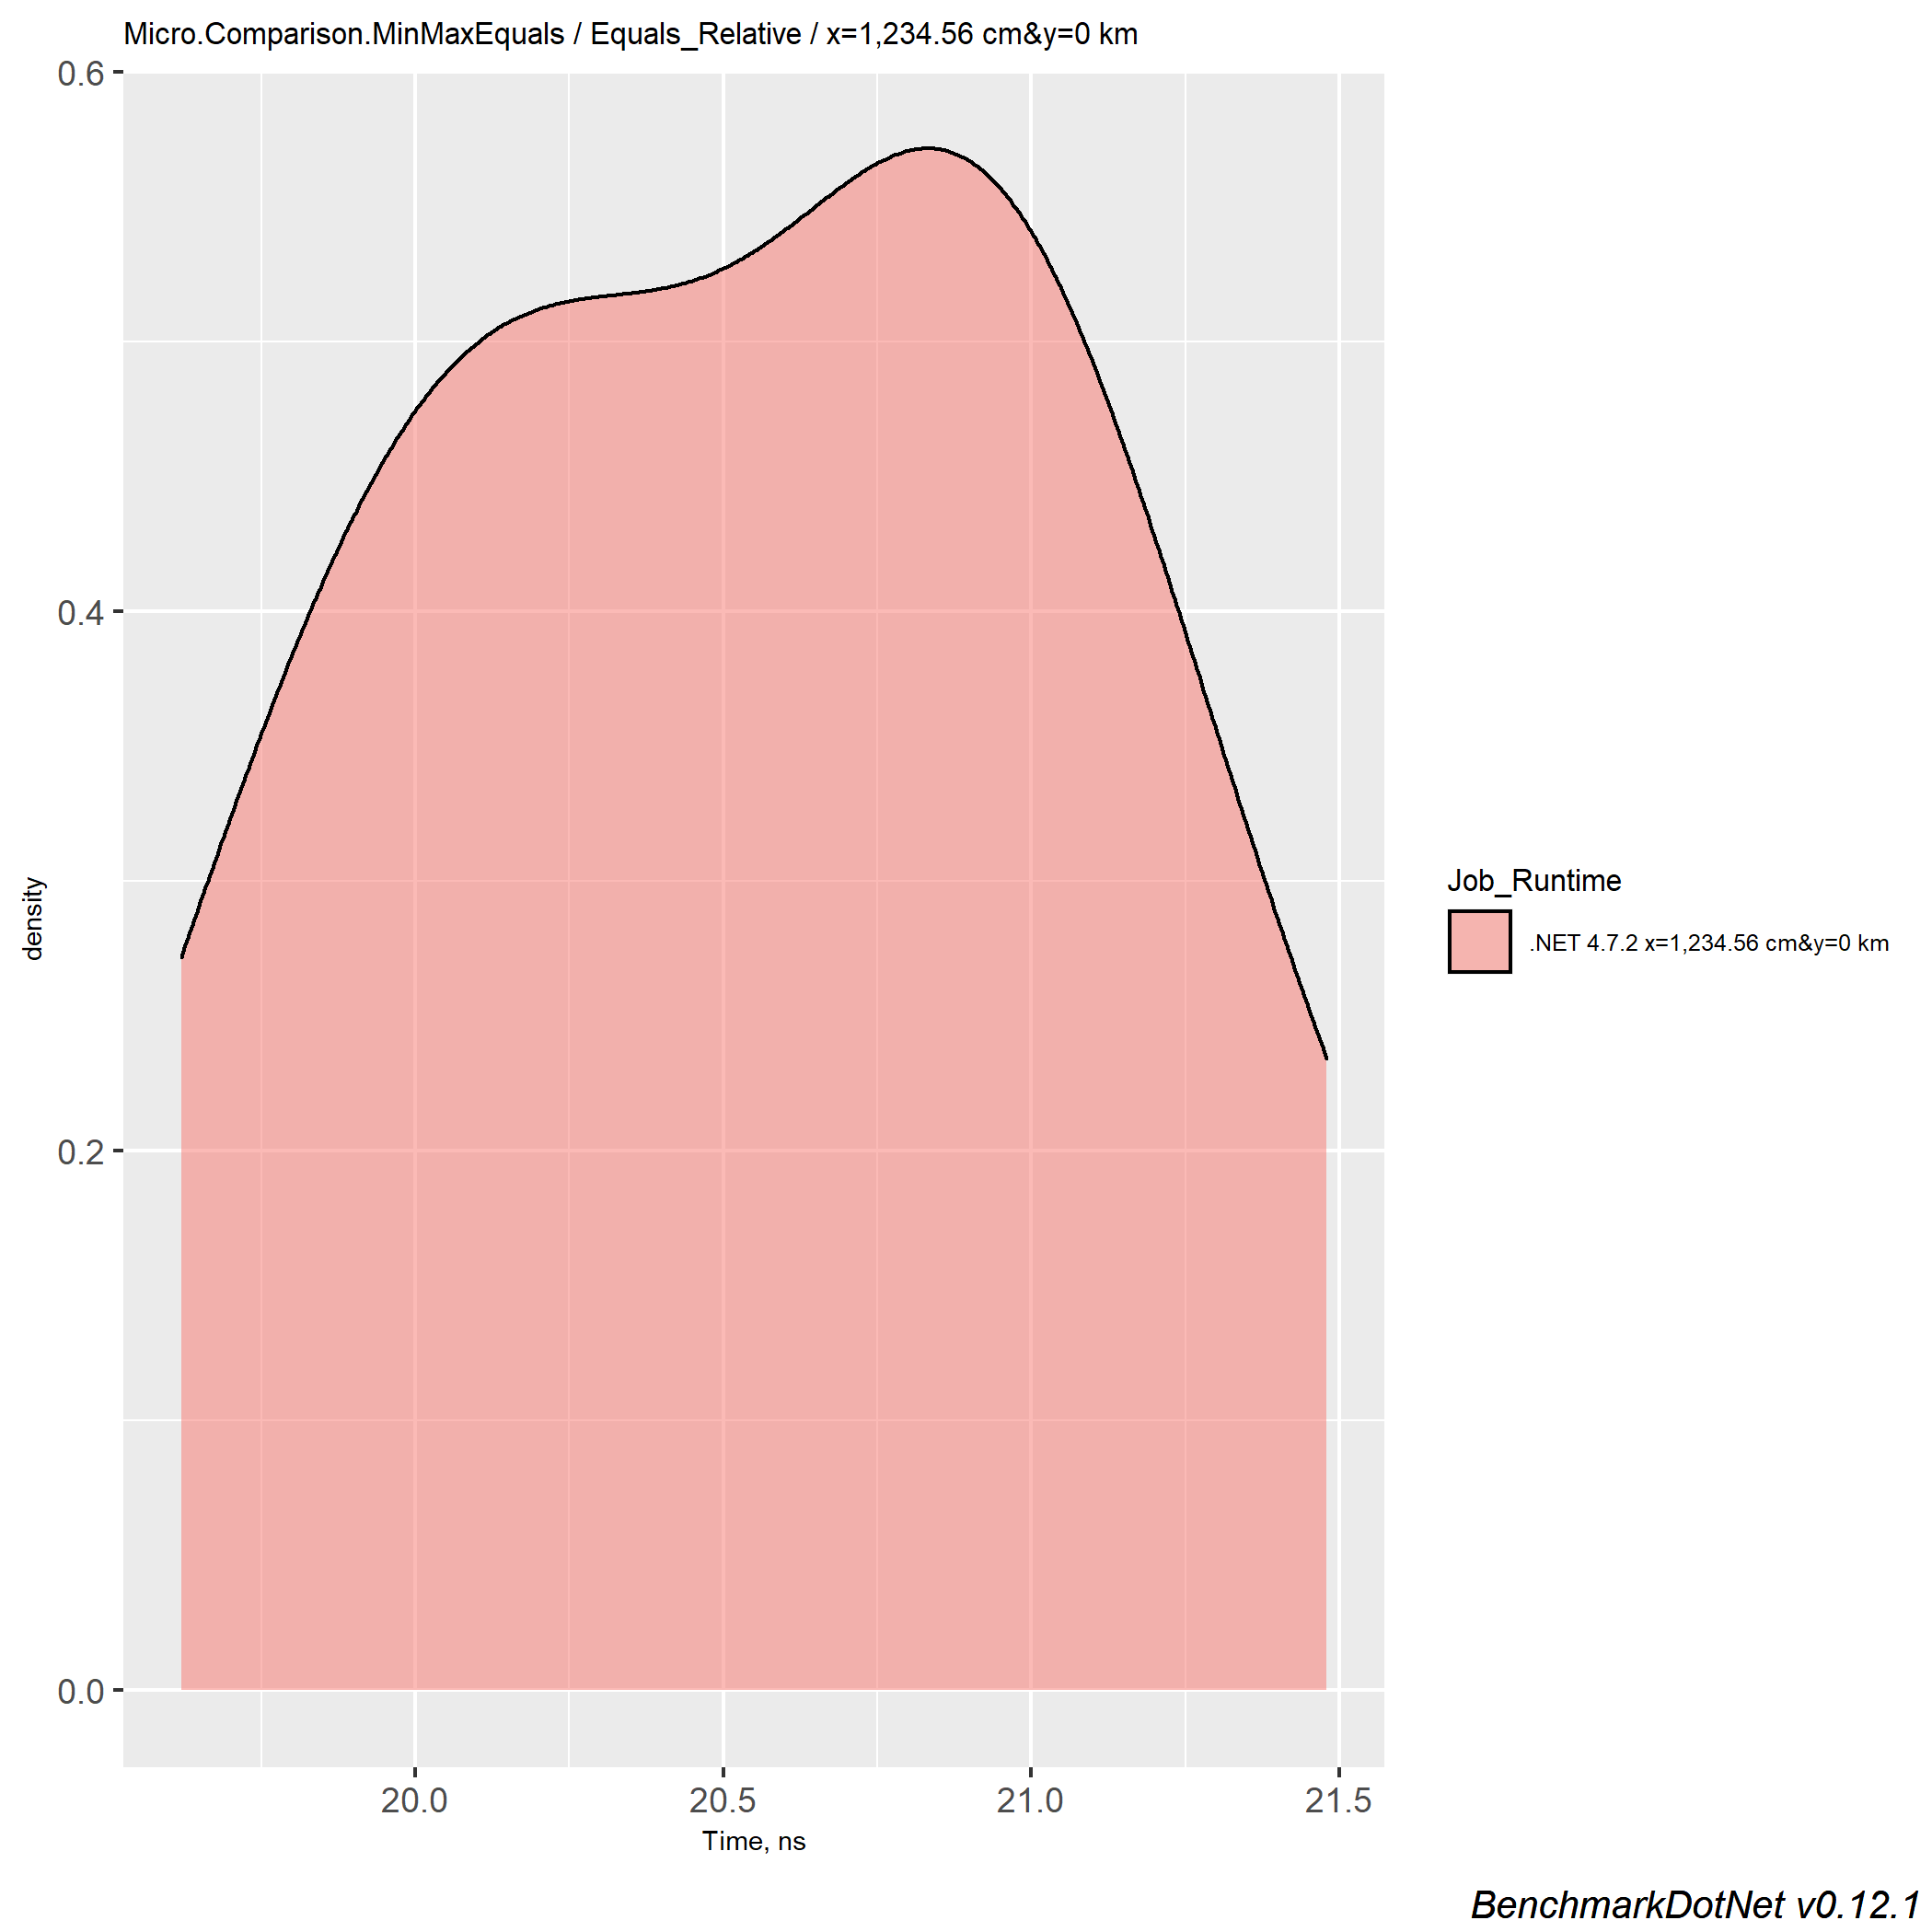 Micro.Comparison.MinMaxEquals / Equals_Relative / x=1,234.56 cm&y=0 km
0.6
0.4
0.2
0.0
density
20.0 20.5 21.0 21.5
Time, ns
Job_Runtime
.NET 4.7.2 x=1,234.56 cm&y=0 km
BenchmarkDotNet v0.12.1